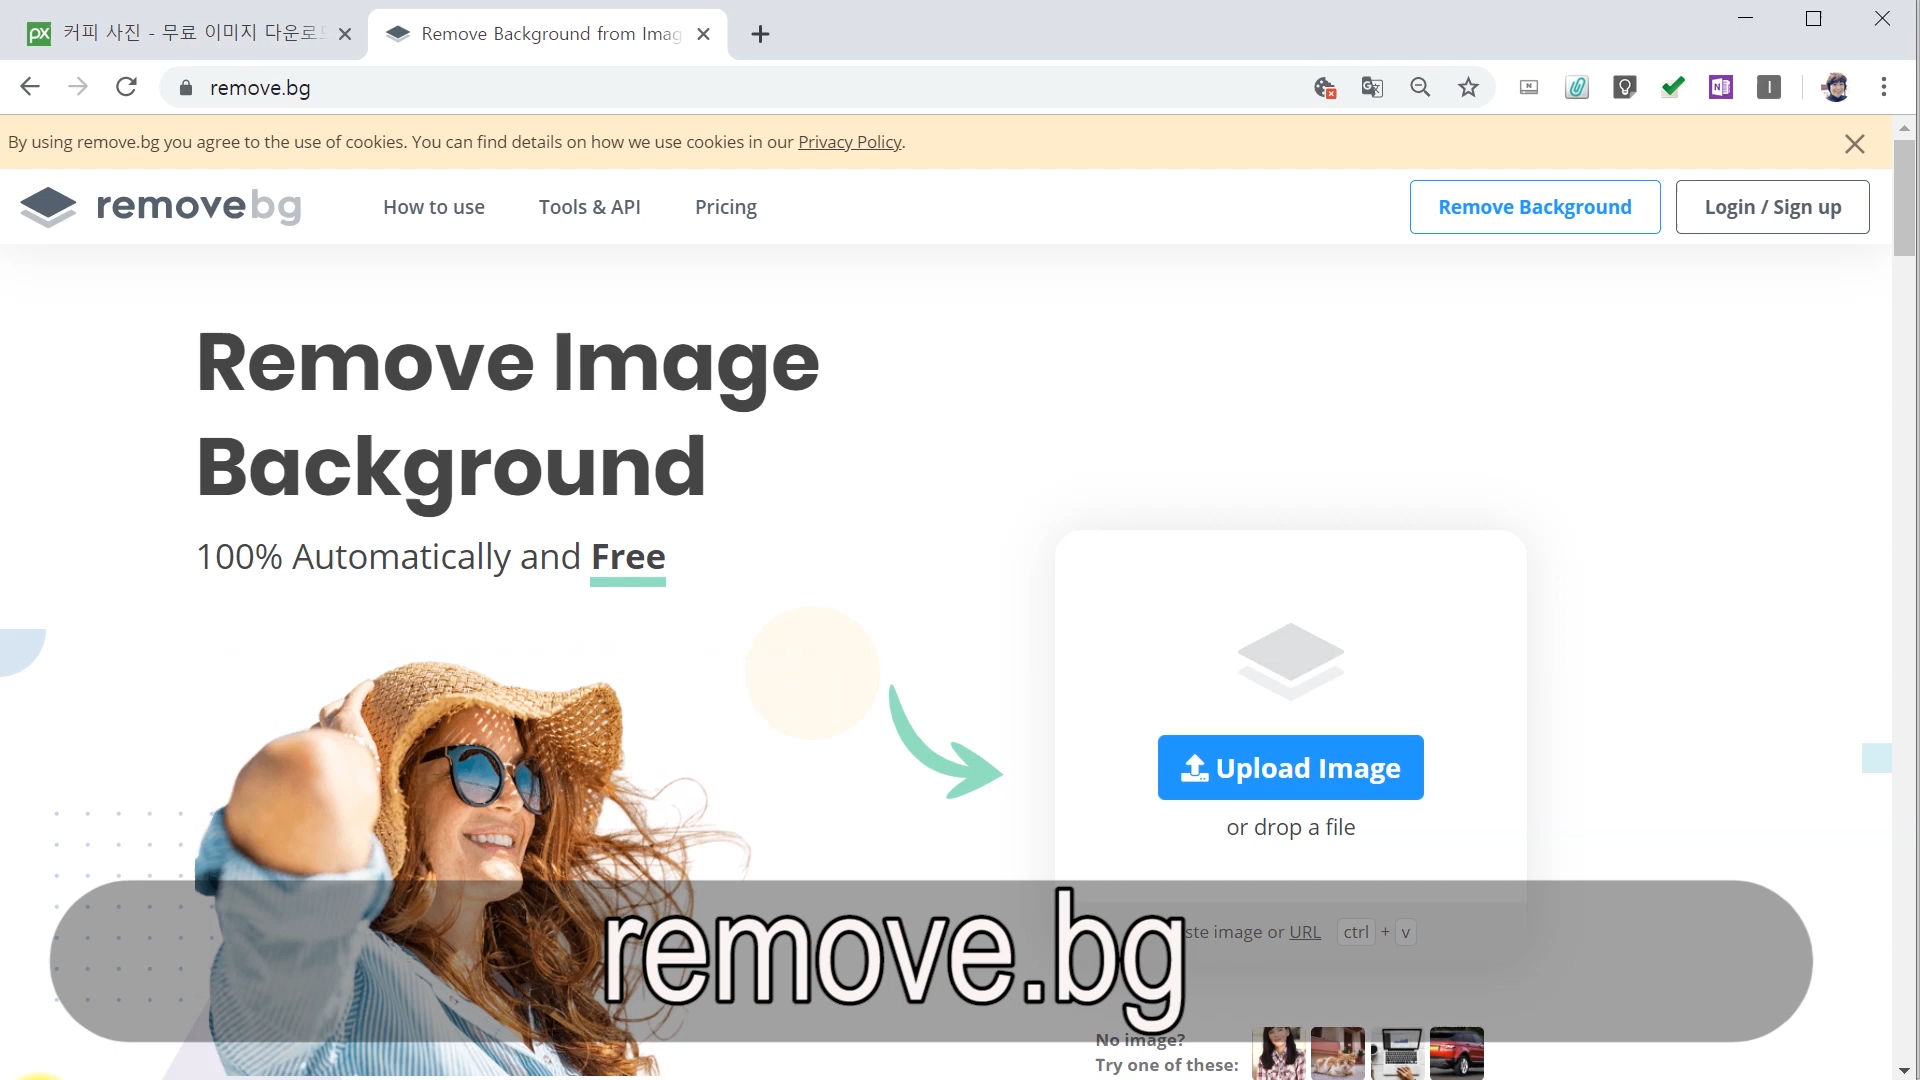 px 커피 사진 - 무료 이미지 다운로드
Remove Background from Imag
remove.bg
By using remove.bg you agree to the use of cookies. You can find details on how we use cookies in our Privacy Policy.
removebg
How to use
Tools & API
Pricing
Remove Background
Login / Sign up
Remove Image
Background
100% Automatically and Free
Upload Image
or drop a file
remove.bg
image or URL ctrl + v
No image?
Try one of these: